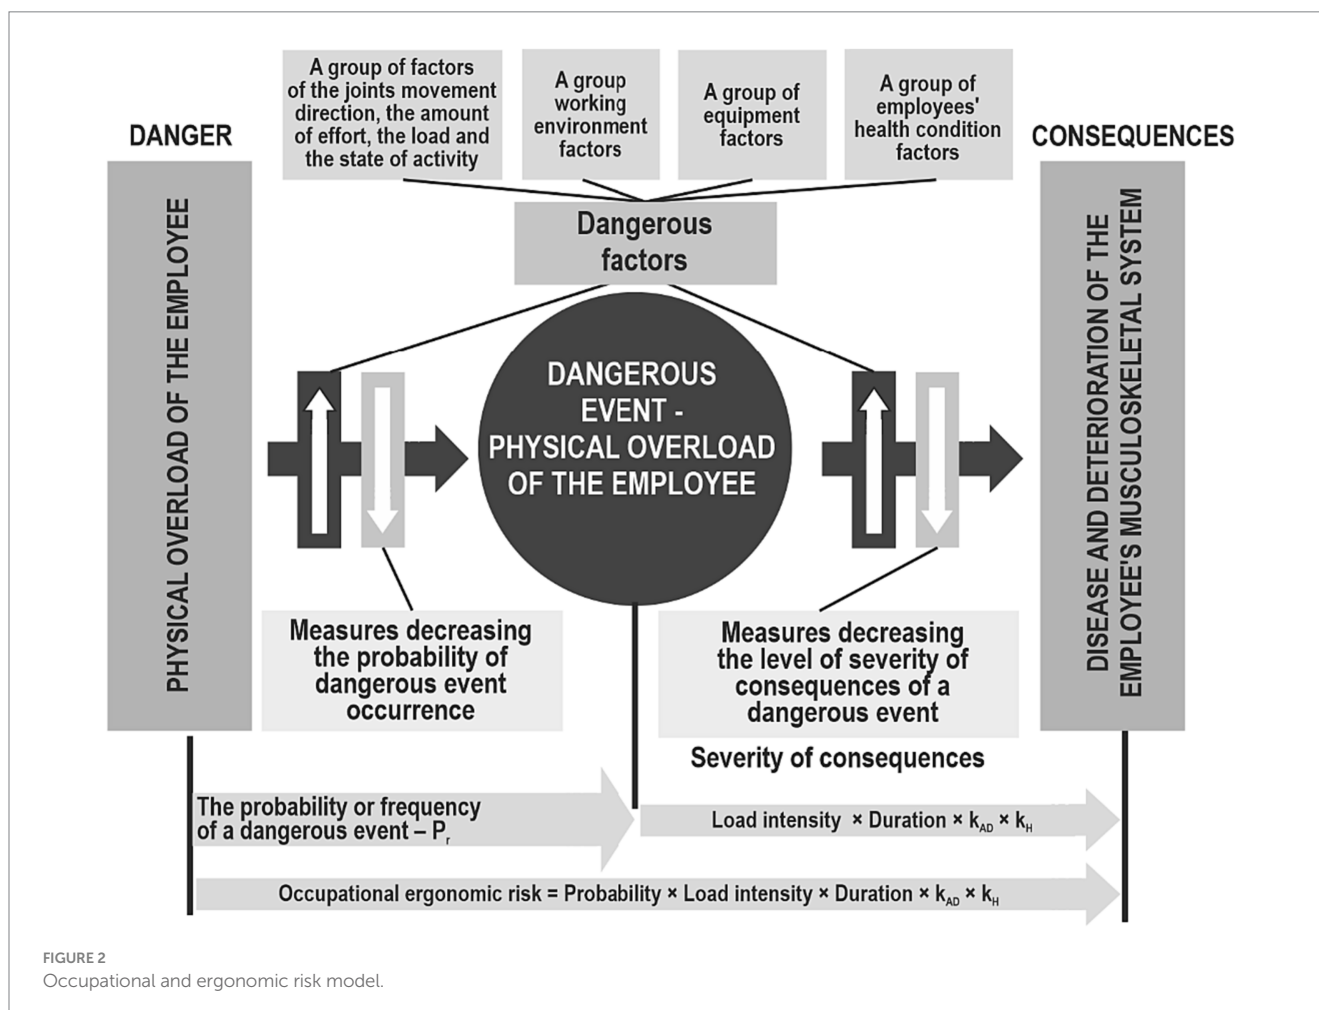 A group of factors
of the joints movement
direction, the amount
of effort, the load and
the state of activity
A group
working
environment
factors
A group of
equipment
factors
A group of
employees'
health condition
factors
DANGER
CONSEQUENCES
PHYSICAL OVERLOAD OF THE EMPLOYEE
Dangerous
factors
DANGEROUS
EVENT -
PHYSICAL OVERLOAD
OF THE EMPLOYEE
DISEASE AND DETERIORATION OF THE
EMPLOYEE'S MUSCULOSKELETAL SYSTEM
Measures decreasing
the probability of
dangerous event
occurrence
Measures decreasing
the level of severity of
consequences of a
dangerous event
Severity of consequences
The probability or frequency
of a dangerous event – Pr
Load intensity × Duration × kAD × kH
Occupational ergonomic risk = Probability × Load intensity × Duration × kAD × kH
FIGURE 2
Occupational and ergonomic risk model.